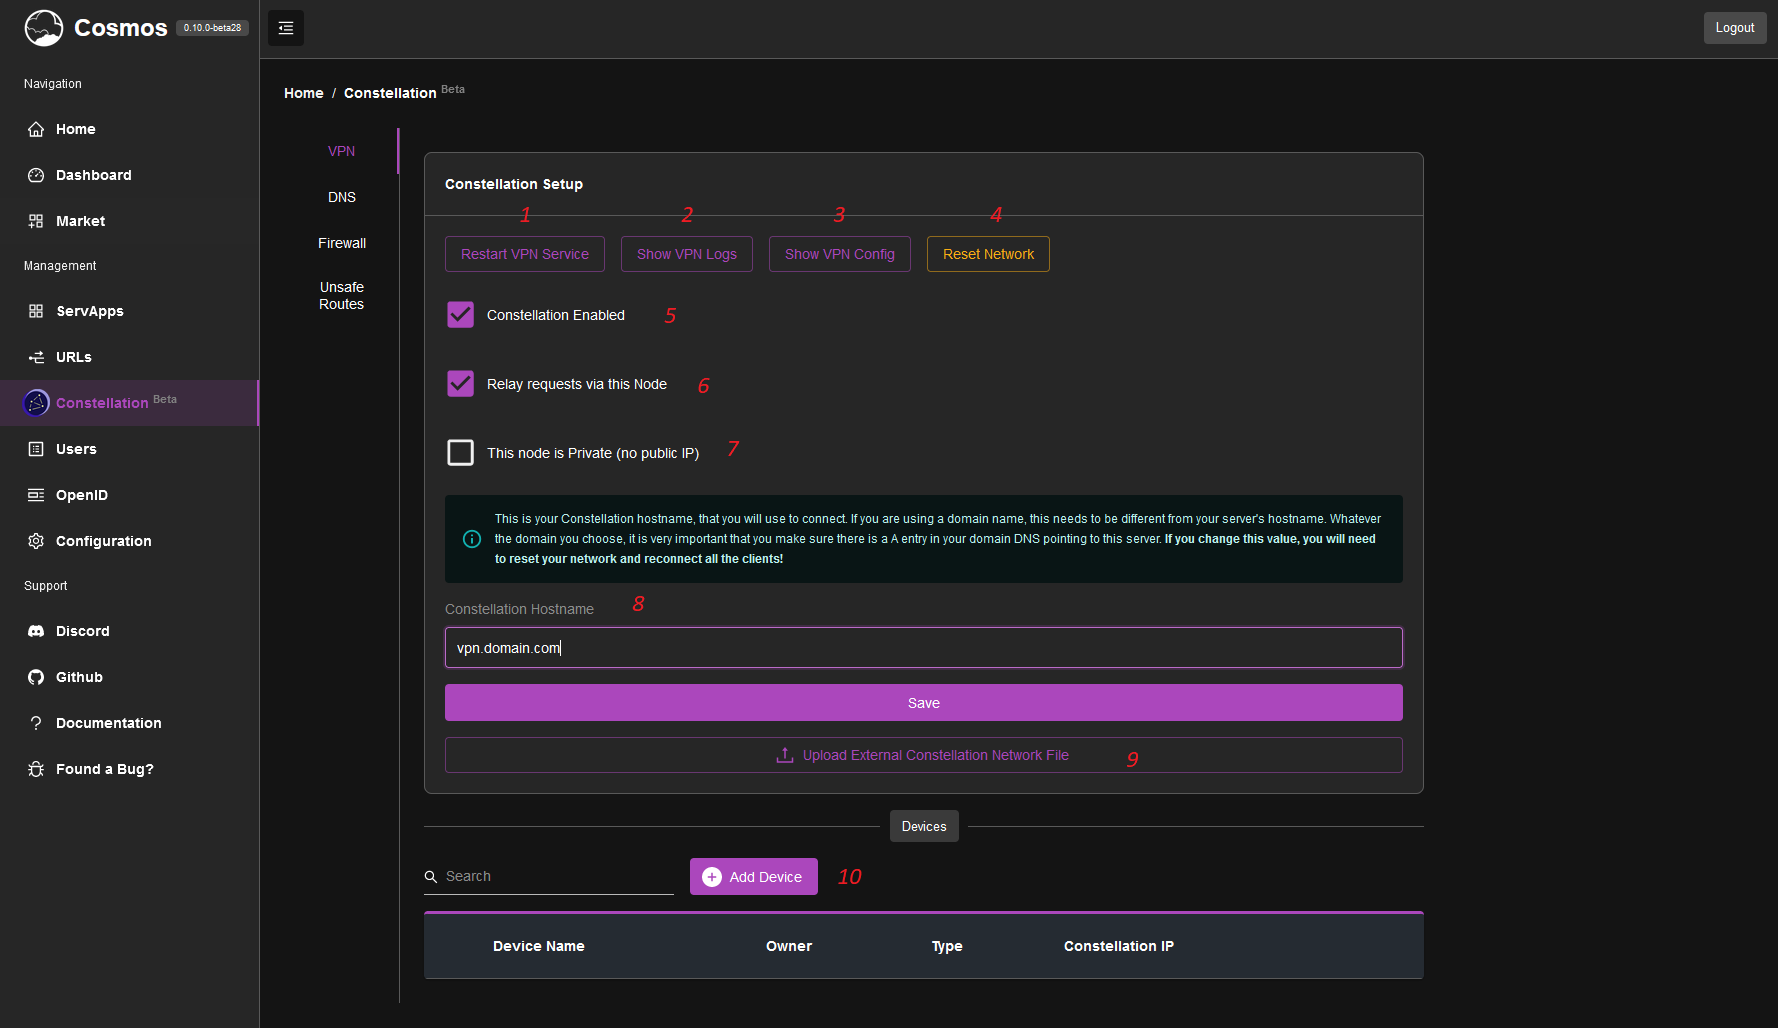 Cosmos 0.10.0-beta28
Logout
Navigation
Home
Dashboard
Market
Management
ServApps
URLs
Constellation Beta
Users
OpenID
Configuration
Support
Discord
Github
Documentation
Found a Bug?
Home / Constellation Beta
VPN
DNS
Firewall
Unsafe
Routes
Constellation Setup
1 2 3 4
Restart VPN Service Show VPN Logs Show VPN Config Reset Network
Constellation Enabled 5
Relay requests via this Node 6
This node is Private (no public IP) 7
This is your Constellation hostname, that you will use to connect. If you are using a domain name, this needs to be different from your server's hostname. Whatever
the domain you choose, it is very important that you make sure there is a A entry in your domain DNS pointing to this server. If you change this value, you will need
to reset your network and reconnect all the clients!
Constellation Hostname 8
vpn.domain.com
Save
Upload External Constellation Network File 9
Devices
Search Add Device 10
Device Name Owner Type Constellation IP